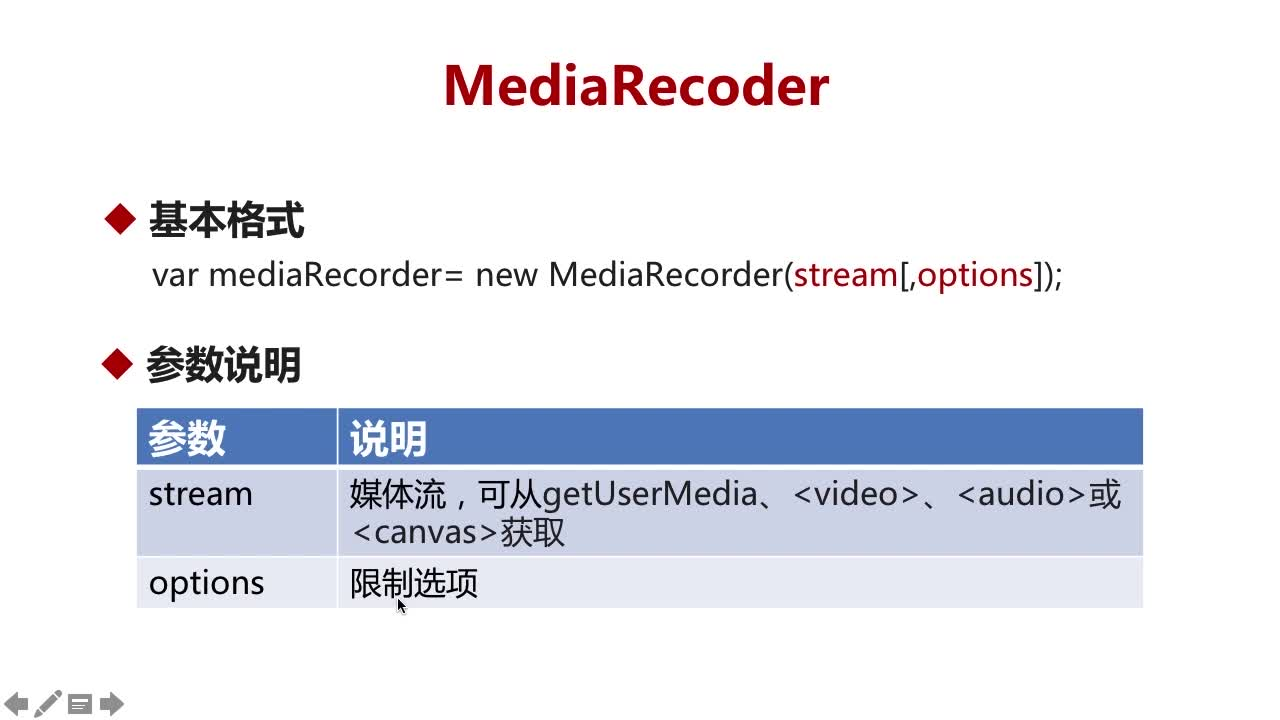 MediaRecoder
基本格式
var mediaRecorder= new MediaRecorder(stream[,options]);
参数说明
参数 说明
stream 媒体流，可从getUserMedia、<video>、<audio>或
<canvas>获取
options 限制选项